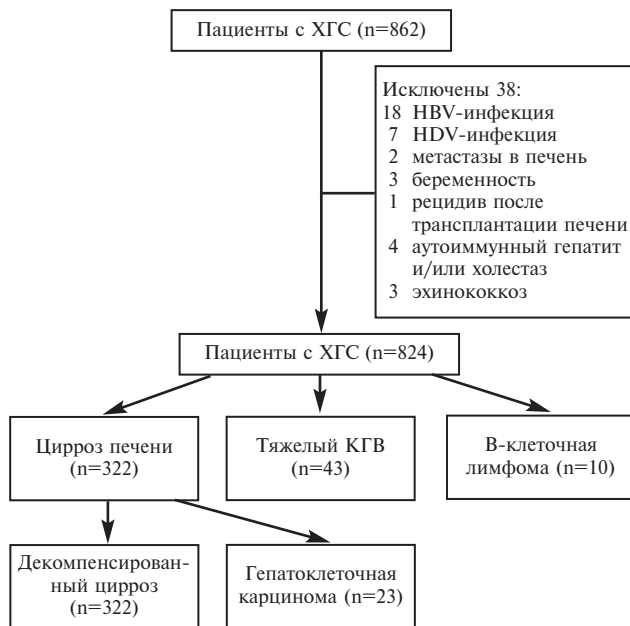 Пациенты с ХГС (n=862)
Исключены 38:
18 HBV-инфекция
7 HDV-инфекция
2 метастазы в печень
3 беременность
1 рецидив после
трансплантации печени
4 аутоиммунный гепатит
и/или холестаз
3 эхинококкоз
Пациенты с ХГС (n=824)
Цирроз печени
(n=322)
Тяжелый КГВ
(n=43)
В-клеточная
лимфома (n=10)
Декомпенсирован-
ный цирроз
(n=322)
Гепатоклеточная
карцинома (n=23)